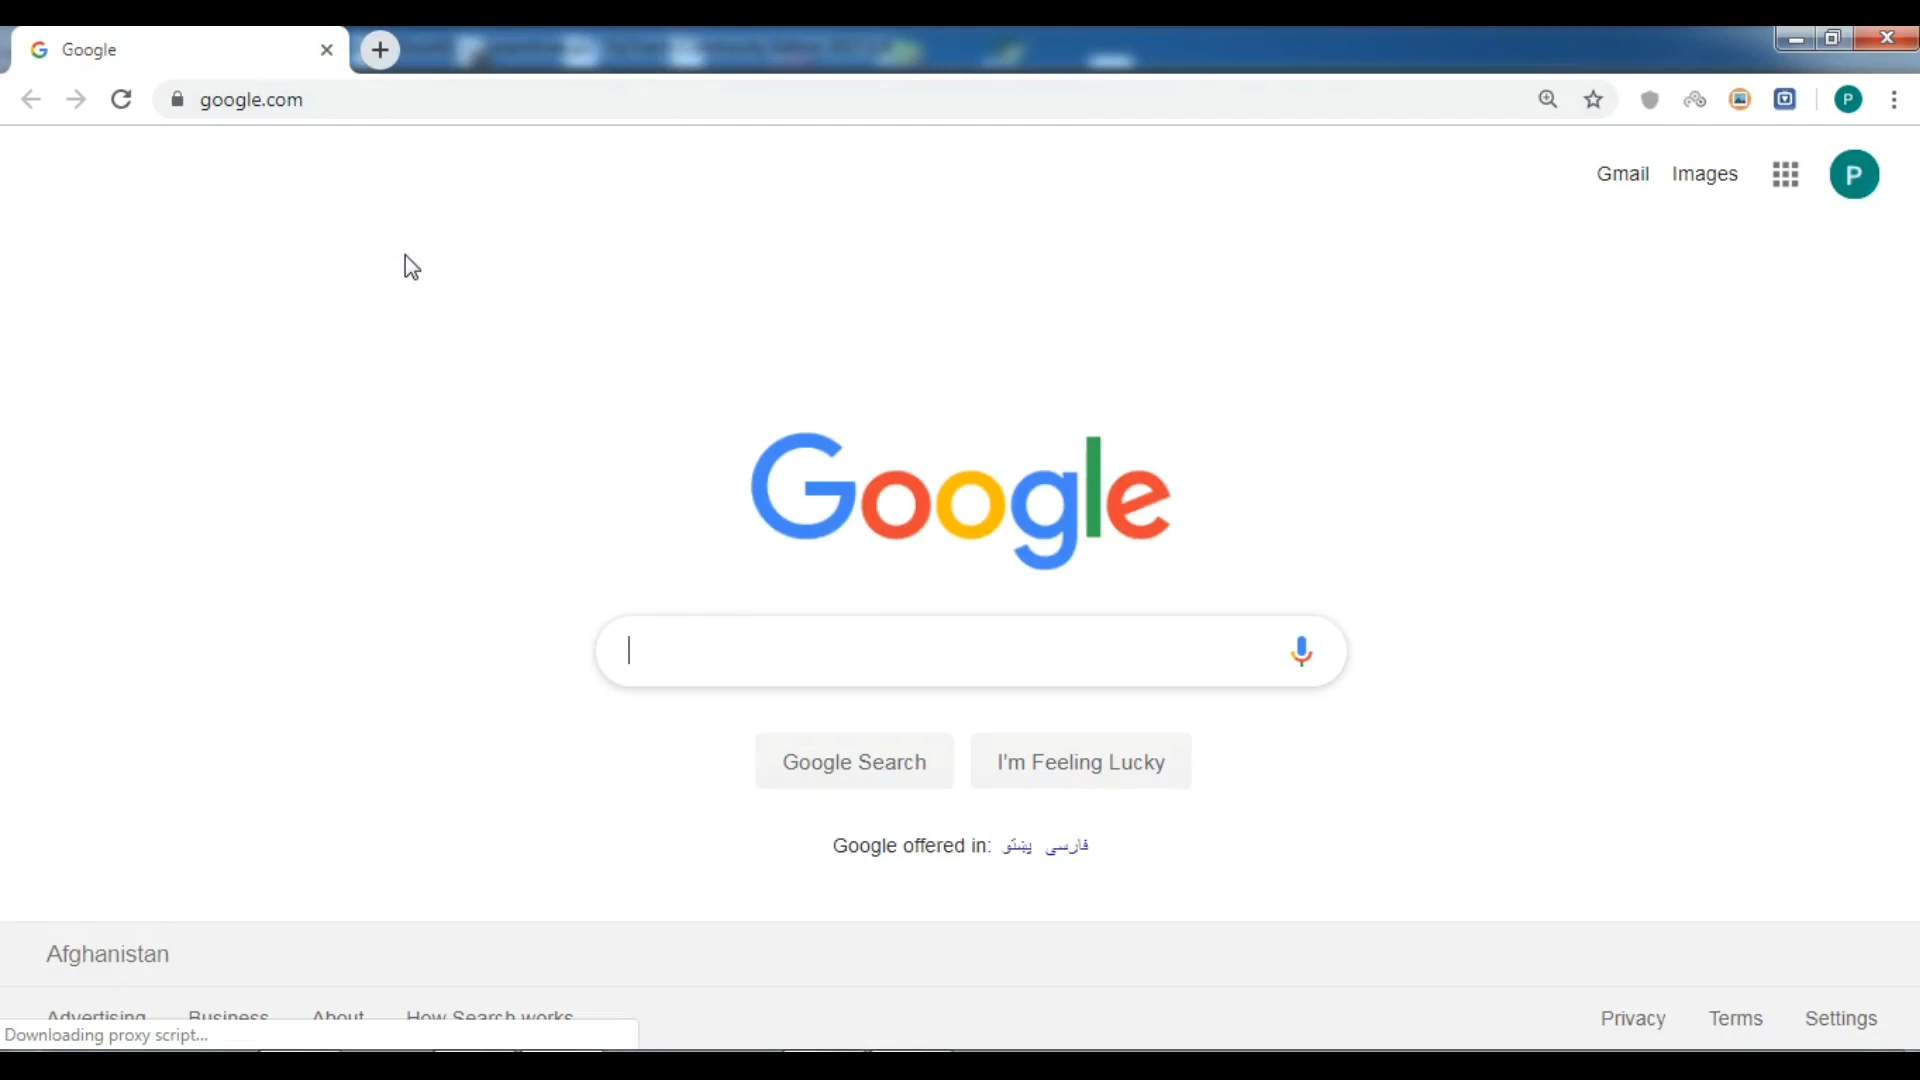 Google
google.com
P
Gmail Images
P
Google
Google Search I'm Feeling Lucky
Google offered in: فارسی پښتو
Afghanistan
Advertising Business About How Search works Privacy Terms Settings
Downloading proxy script...